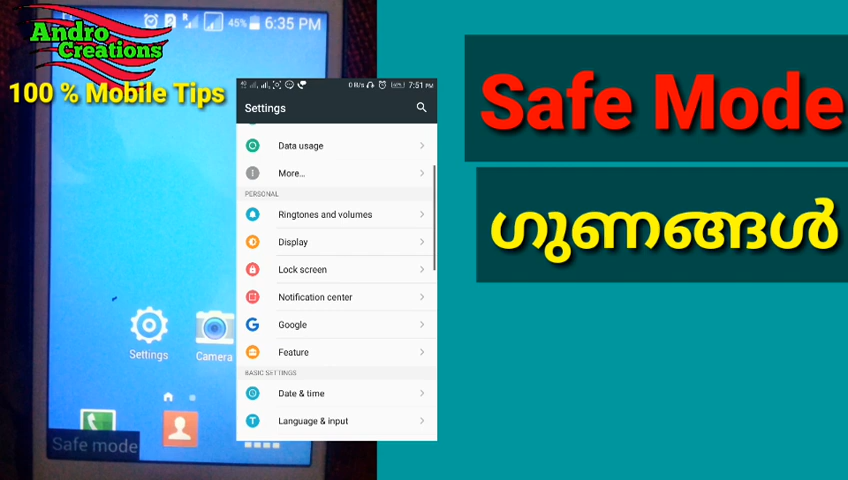 Andro
Creations
100 % Mobile Tips
45% 6:35 PM
Settings
Camera
Safe mode
0 B/s 7:51 PM
Settings
Data usage
More...
PERSONAL
Ringtones and volumes
Display
Lock screen
Notification center
Google
Feature
BASIC SETTINGS
Date & time
Language & input
Safe Mode
ഗുണങ്ങൾ